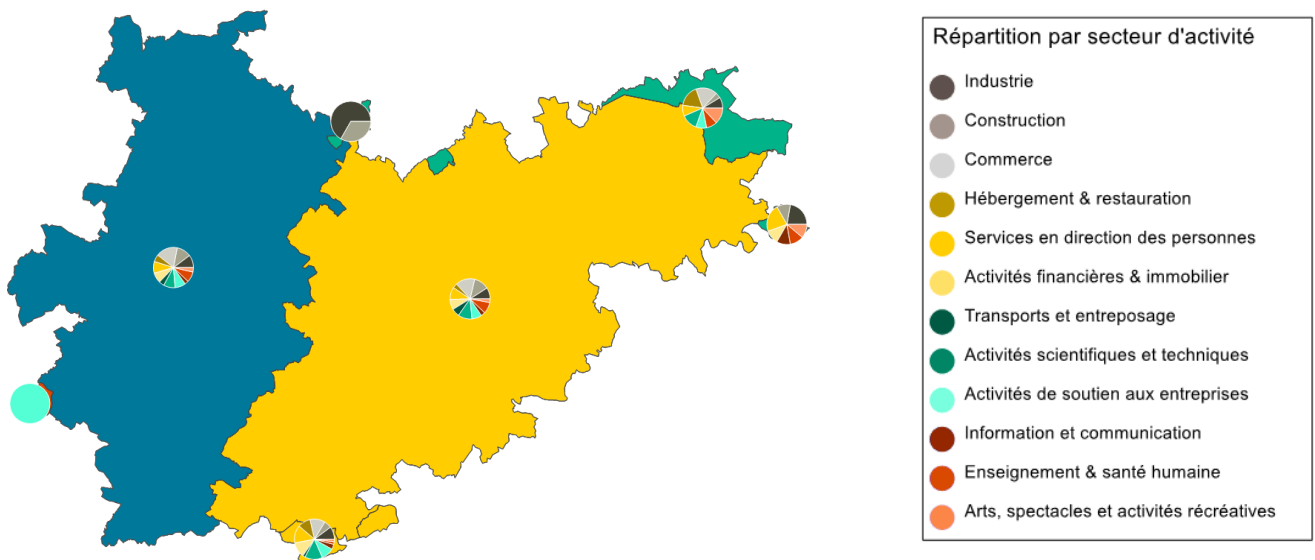 Répartition par secteur d'activité
Industrie
Construction
Commerce
Hébergement & restauration
Services en direction des personnes
Activités financières & immobilier
Transports et entreposage
Activités scientifiques et techniques
Activités de soutien aux entreprises
Information et communication
Enseignement & santé humaine
Arts, spectacles et activités récréatives